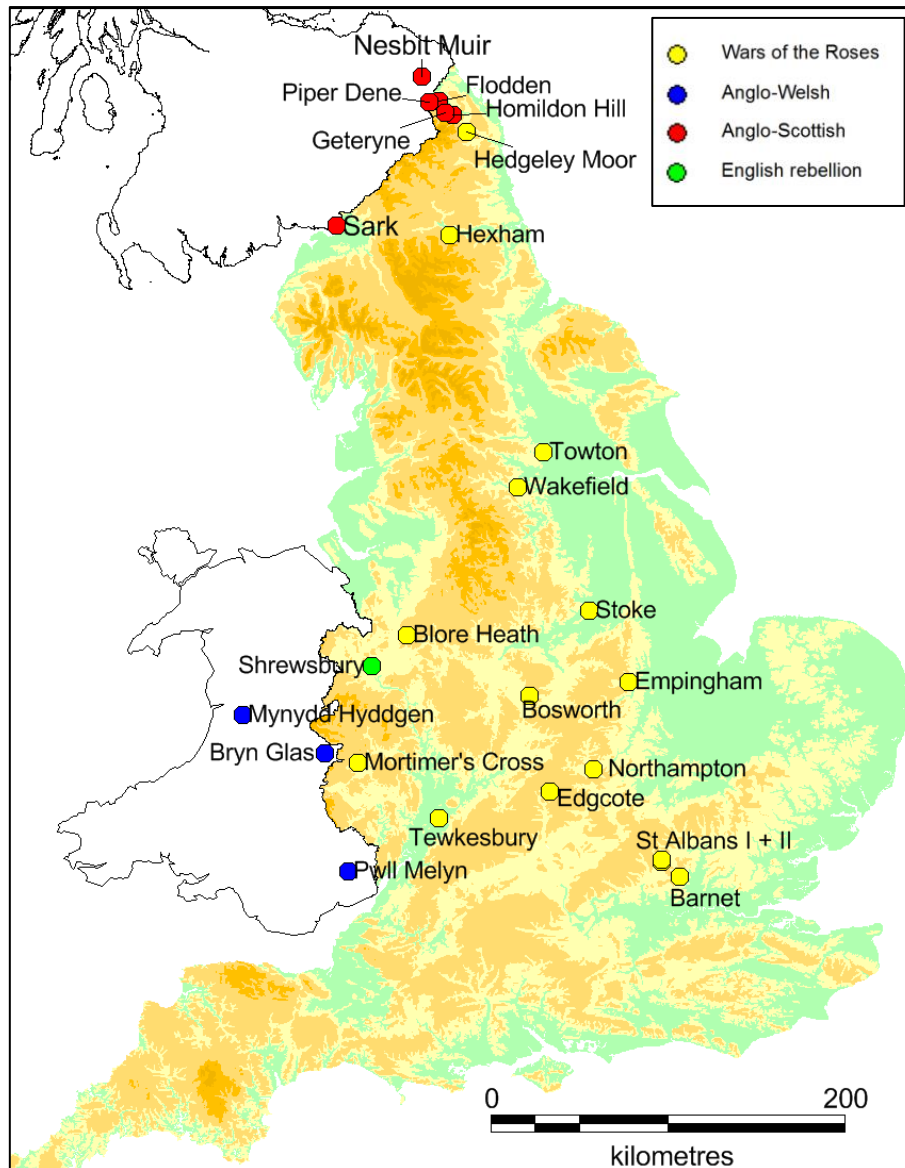 Wars of the Roses
Anglo-Welsh
Anglo-Scottish
English rebellion
Nesbit Muir
Piper Dene
Flodden
Homildon Hill
Geteryne
Hedgeley Moor
Sark
Hexham
Towton
Wakefield
Stoke
Blore Heath
Shrewsbury
Empingham
Bosworth
Mynydd Hyddgen
Bryn Glas
Mortimer's Cross
Northampton
Edgcote
Tewkesbury
St Albans I + II
Pwll Melyn
Barnet
0 200
kilometres